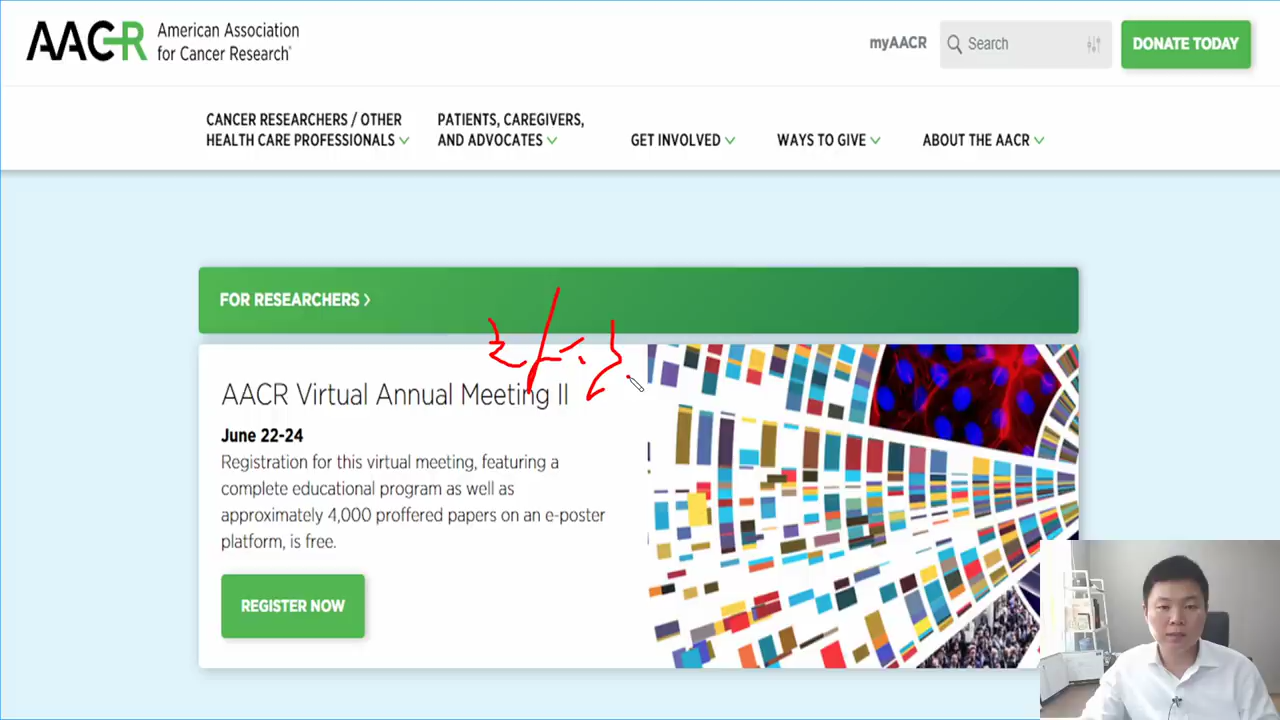 AACR American Association
for Cancer Research®
myAACR
Search
DONATE TODAY
CANCER RESEARCHERS / OTHER
HEALTH CARE PROFESSIONALS
PATIENTS, CAREGIVERS,
AND ADVOCATES
GET INVOLVED
WAYS TO GIVE
ABOUT THE AACR
FOR RESEARCHERS >
AACR Virtual Annual Meeting II
June 22-24
Registration for this virtual meeting, featuring a
complete educational program as well as
approximately 4,000 proffered papers on an e-poster
platform, is free.
REGISTER NOW